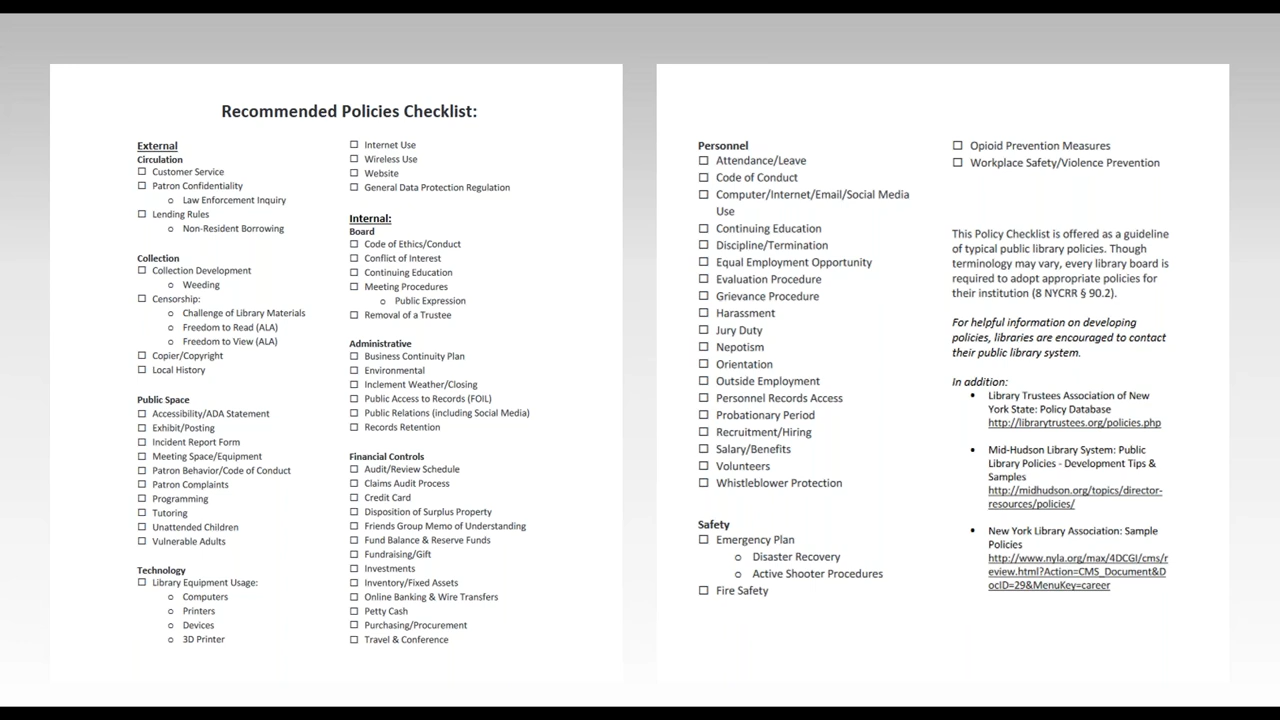 Recommended Policies Checklist:
External
Circulation
☐ Customer Service
☐ Patron Confidentiality
o Law Enforcement Inquiry
☐ Lending Rules
o Non-Resident Borrowing
Collection
☐ Collection Development
o Weeding
☐ Censorship:
o Challenge of Library Materials
o Freedom to Read (ALA)
o Freedom to View (ALA)
☐ Copier/Copyright
☐ Local History
Public Space
☐ Accessibility/ADA Statement
☐ Exhibit/Posting
☐ Incident Report Form
☐ Meeting Space/Equipment
☐ Patron Behavior/Code of Conduct
☐ Patron Complaints
☐ Programming
☐ Tutoring
☐ Unattended Children
☐ Vulnerable Adults
Technology
☐ Library Equipment Usage:
o Computers
o Printers
o Devices
o 3D Printer
☐ Internet Use
☐ Wireless Use
☐ Website
☐ General Data Protection Regulation
Internal:
Board
☐ Code of Ethics/Conduct
☐ Conflict of Interest
☐ Continuing Education
☐ Meeting Procedures
o Public Expression
☐ Removal of a Trustee
Administrative
☐ Business Continuity Plan
☐ Environmental
☐ Inclement Weather/Closing
☐ Public Access to Records (FOIL)
☐ Public Relations (including Social Media)
☐ Records Retention
Financial Controls
☐ Audit/Review Schedule
☐ Claims Audit Process
☐ Credit Card
☐ Disposition of Surplus Property
☐ Friends Group Memo of Understanding
☐ Fund Balance & Reserve Funds
☐ Fundraising/Gift
☐ Investments
☐ Inventory/Fixed Assets
☐ Online Banking & Wire Transfers
☐ Petty Cash
☐ Purchasing/Procurement
☐ Travel & Conference
Personnel
☐ Attendance/Leave
☐ Code of Conduct
☐ Computer/Internet/Email/Social Media
Use
☐ Continuing Education
☐ Discipline/Termination
☐ Equal Employment Opportunity
☐ Evaluation Procedure
☐ Grievance Procedure
☐ Harassment
☐ Jury Duty
☐ Nepotism
☐ Orientation
☐ Outside Employment
☐ Personnel Records Access
☐ Probationary Period
☐ Recruitment/Hiring
☐ Salary/Benefits
☐ Volunteers
☐ Whistleblower Protection
Safety
☐ Emergency Plan
o Disaster Recovery
o Active Shooter Procedures
☐ Fire Safety
☐ Opioid Prevention Measures
☐ Workplace Safety/Violence Prevention
This Policy Checklist is offered as a guideline
of typical public library policies. Though
terminology may vary, every library board is
required to adopt appropriate policies for
their institution (8 NYCRR § 90.2).
For helpful information on developing
policies, libraries are encouraged to contact
their public library system.
In addition:
• Library Trustees Association of New
York State: Policy Database
http://librarytrustees.org/policies.php
• Mid-Hudson Library System: Public
Library Policies - Development Tips &
Samples
http://midhudson.org/topics/director-
resources/policies/
• New York Library Association: Sample
Policies
http://www.nyla.org/max/4DCGI/cms/r
eview.html?Action=CMS_Document&D
ocID=29&MenuKey=career